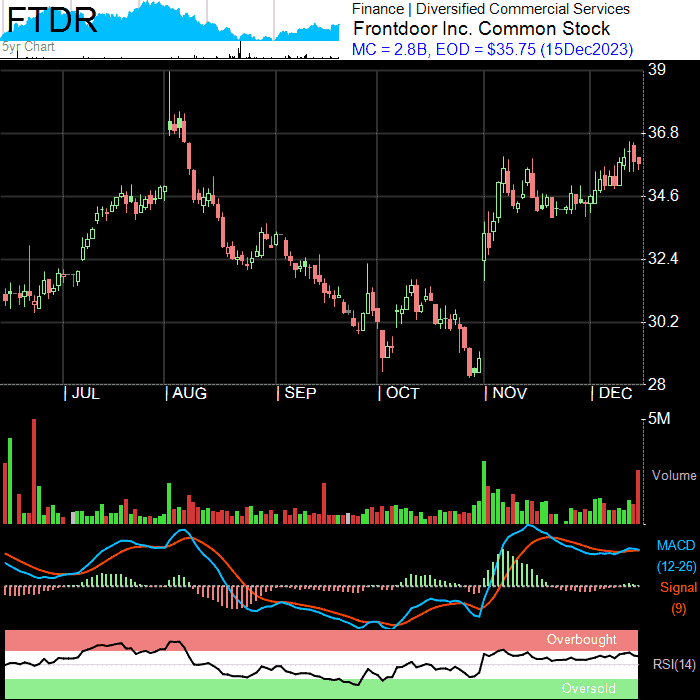 FTDR
5yr Chart
Finance | Diversified Commercial Services
Frontdoor Inc. Common Stock
MC = 2.8B, EOD = $35.75 (15Dec2023)
39
36.8
34.6
32.4
30.2
28
| JUL | AUG | SEP | OCT | NOV | DEC
5M
Volume
MACD
(12-26)
Signal
(9)
Overbought
RSI(14)
Oversold